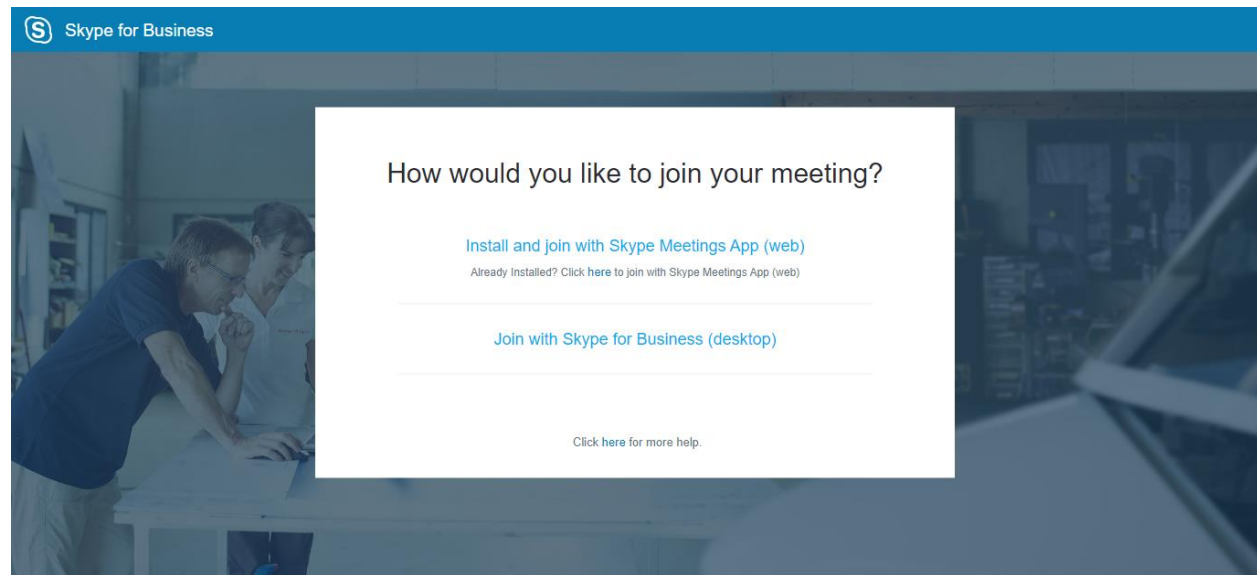 Skype for Business
How would you like to join your meeting?
Install and join with Skype Meetings App (web)
Already Installed? Click here to join with Skype Meetings App (web)
Join with Skype for Business (desktop)
Click here for more help.